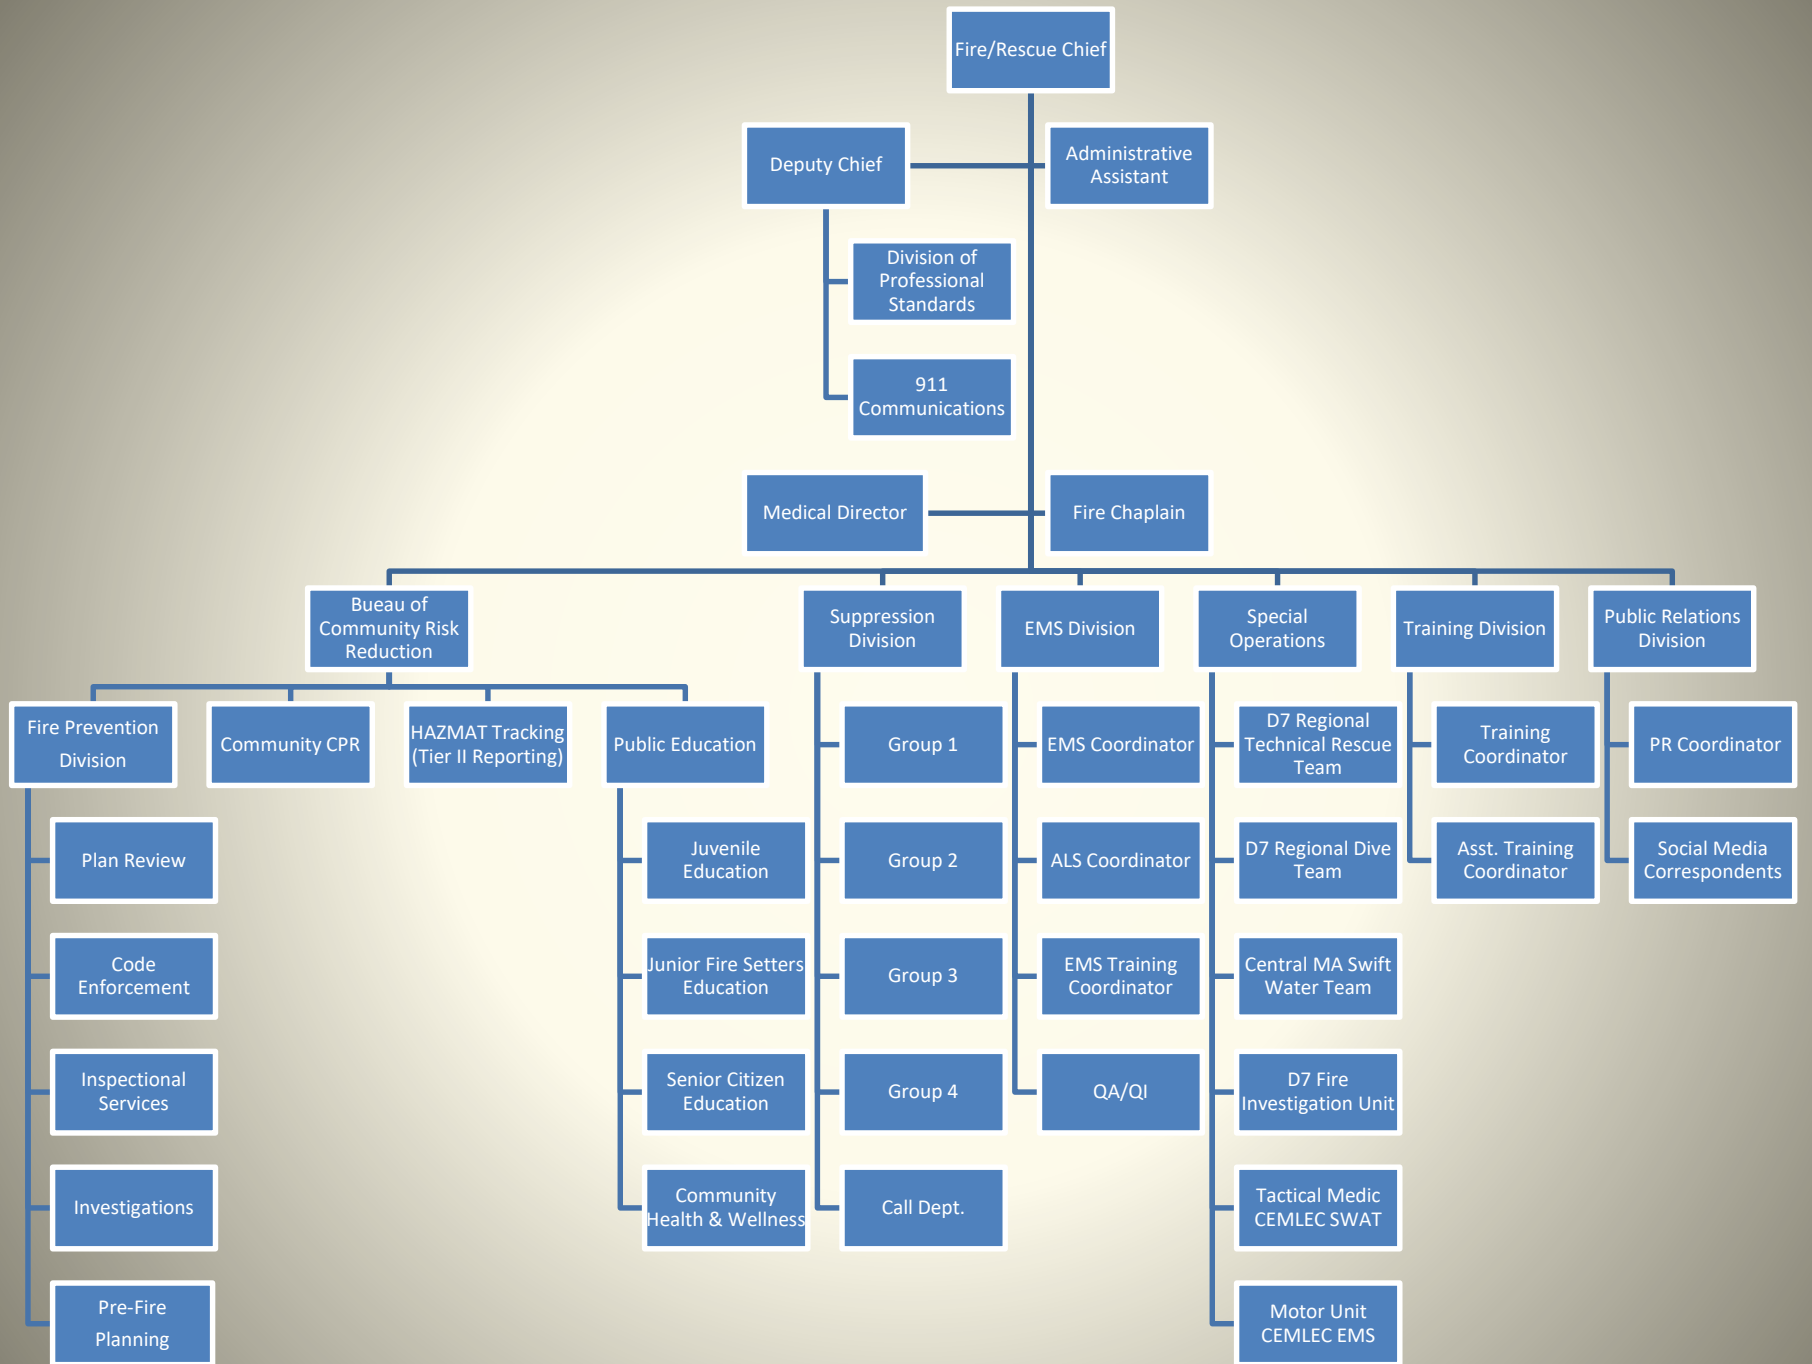 Fire/Rescue Chief
Deputy Chief
Administrative
Assistant
Division of
Professional
Standards
911
Communications
Medical Director
Fire Chaplain
Bueau of
Community Risk
Reduction
Suppression
Division
EMS Division
Special
Operations
Training Division
Public Relations
Division
Fire Prevention
Division
Community CPR
HAZMAT Tracking
(Tier II Reporting)
Public Education
Plan Review
Code
Enforcement
Inspectional
Services
Investigations
Pre-Fire
Planning
Juvenile
Education
Junior Fire Setters
Education
Senior Citizen
Education
Community
Health & Wellness
Group 1
Group 2
Group 3
Group 4
Call Dept.
EMS Coordinator
ALS Coordinator
EMS Training
Coordinator
QA/QI
D7 Regional
Technical Rescue
Team
D7 Regional Dive
Team
Central MA Swift
Water Team
D7 Fire
Investigation Unit
Tactical Medic
CEMLEC SWAT
Motor Unit
CEMLEC EMS
Training
Coordinator
Asst. Training
Coordinator
PR Coordinator
Social Media
Correspondents